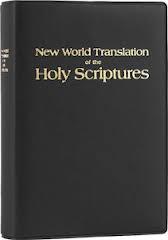 New World Translation
of the
Holy Scriptures